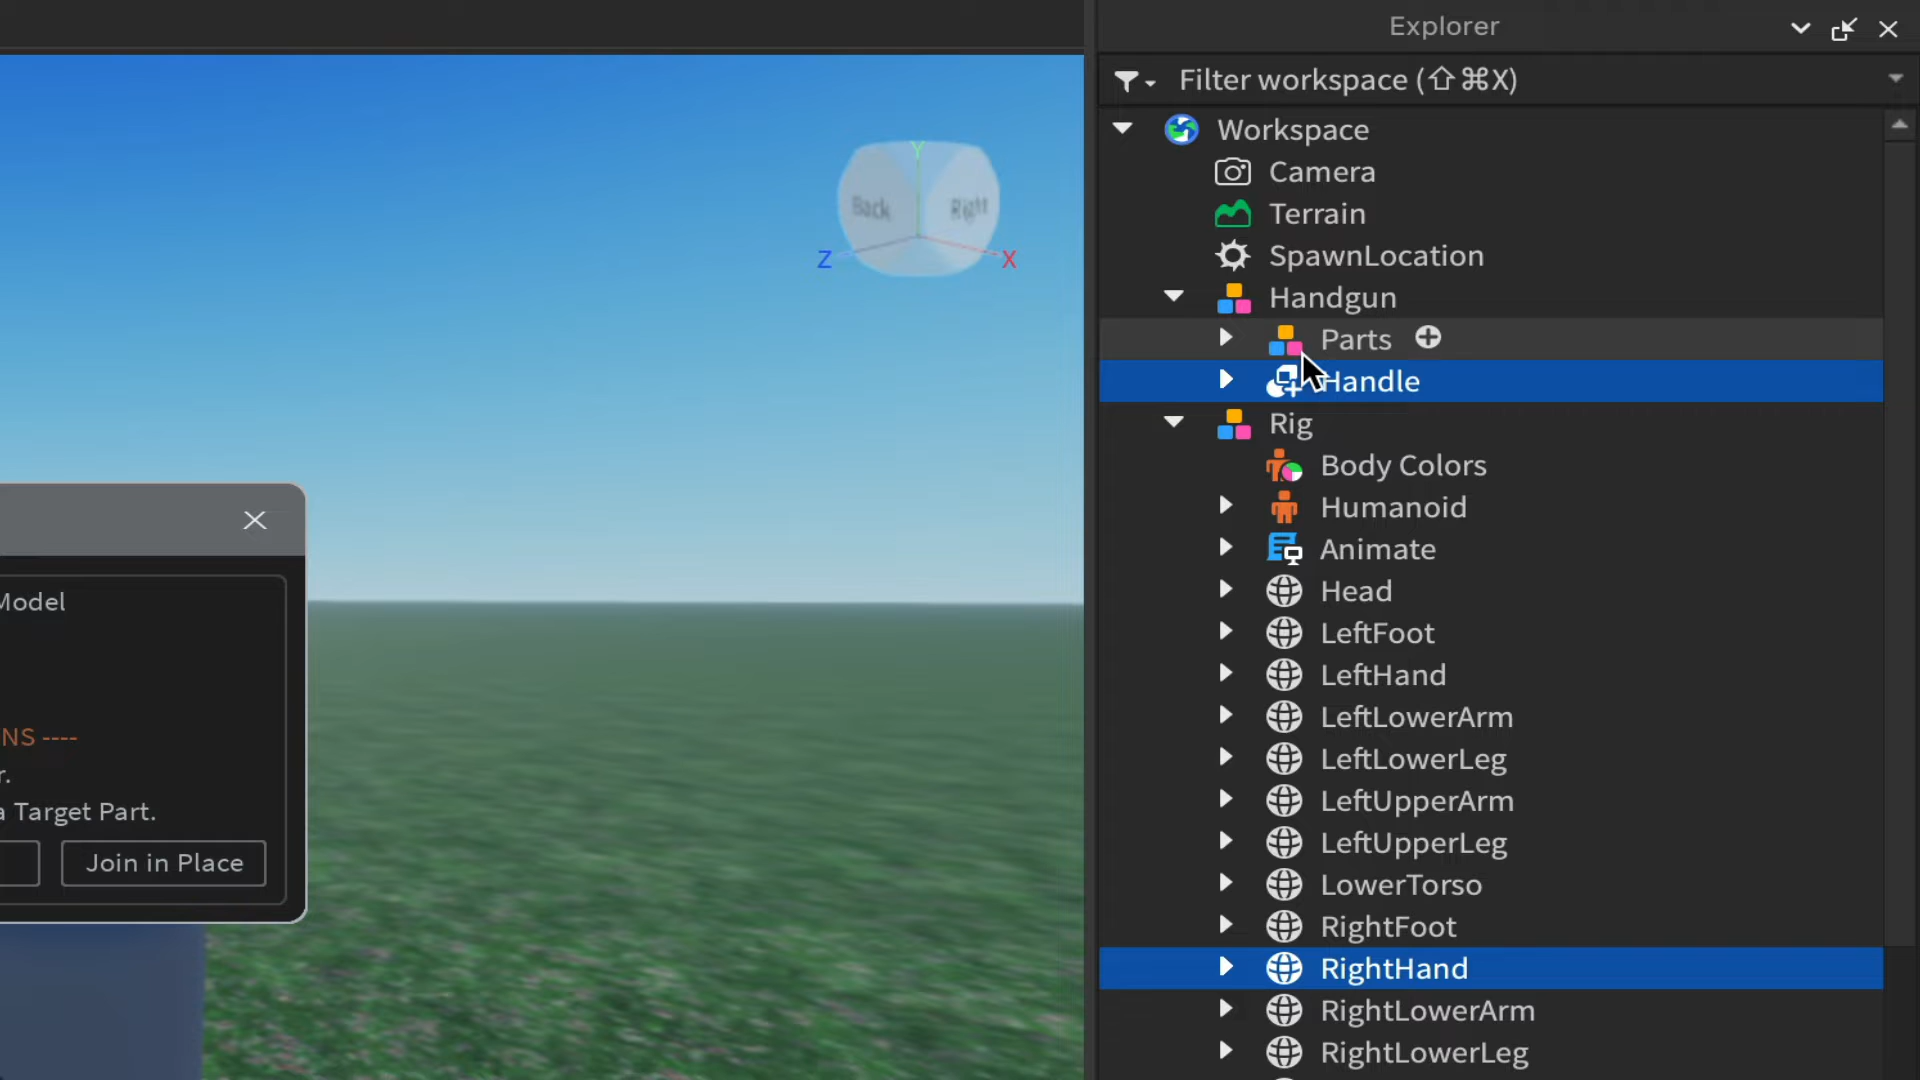 Explorer
Filter workspace (⇧⌘X)
Workspace
Camera
Terrain
SpawnLocation
Handgun
Parts
Handle
Rig
Body Colors
Humanoid
Animate
Head
LeftFoot
LeftHand
LeftLowerArm
LeftLowerLeg
LeftUpperArm
LeftUpperLeg
LowerTorso
RightFoot
RightHand
RightLowerArm
RightLowerLeg
Y
Back
Right
Z
X
Model
NS ----
r.
a Target Part.
Join in Place